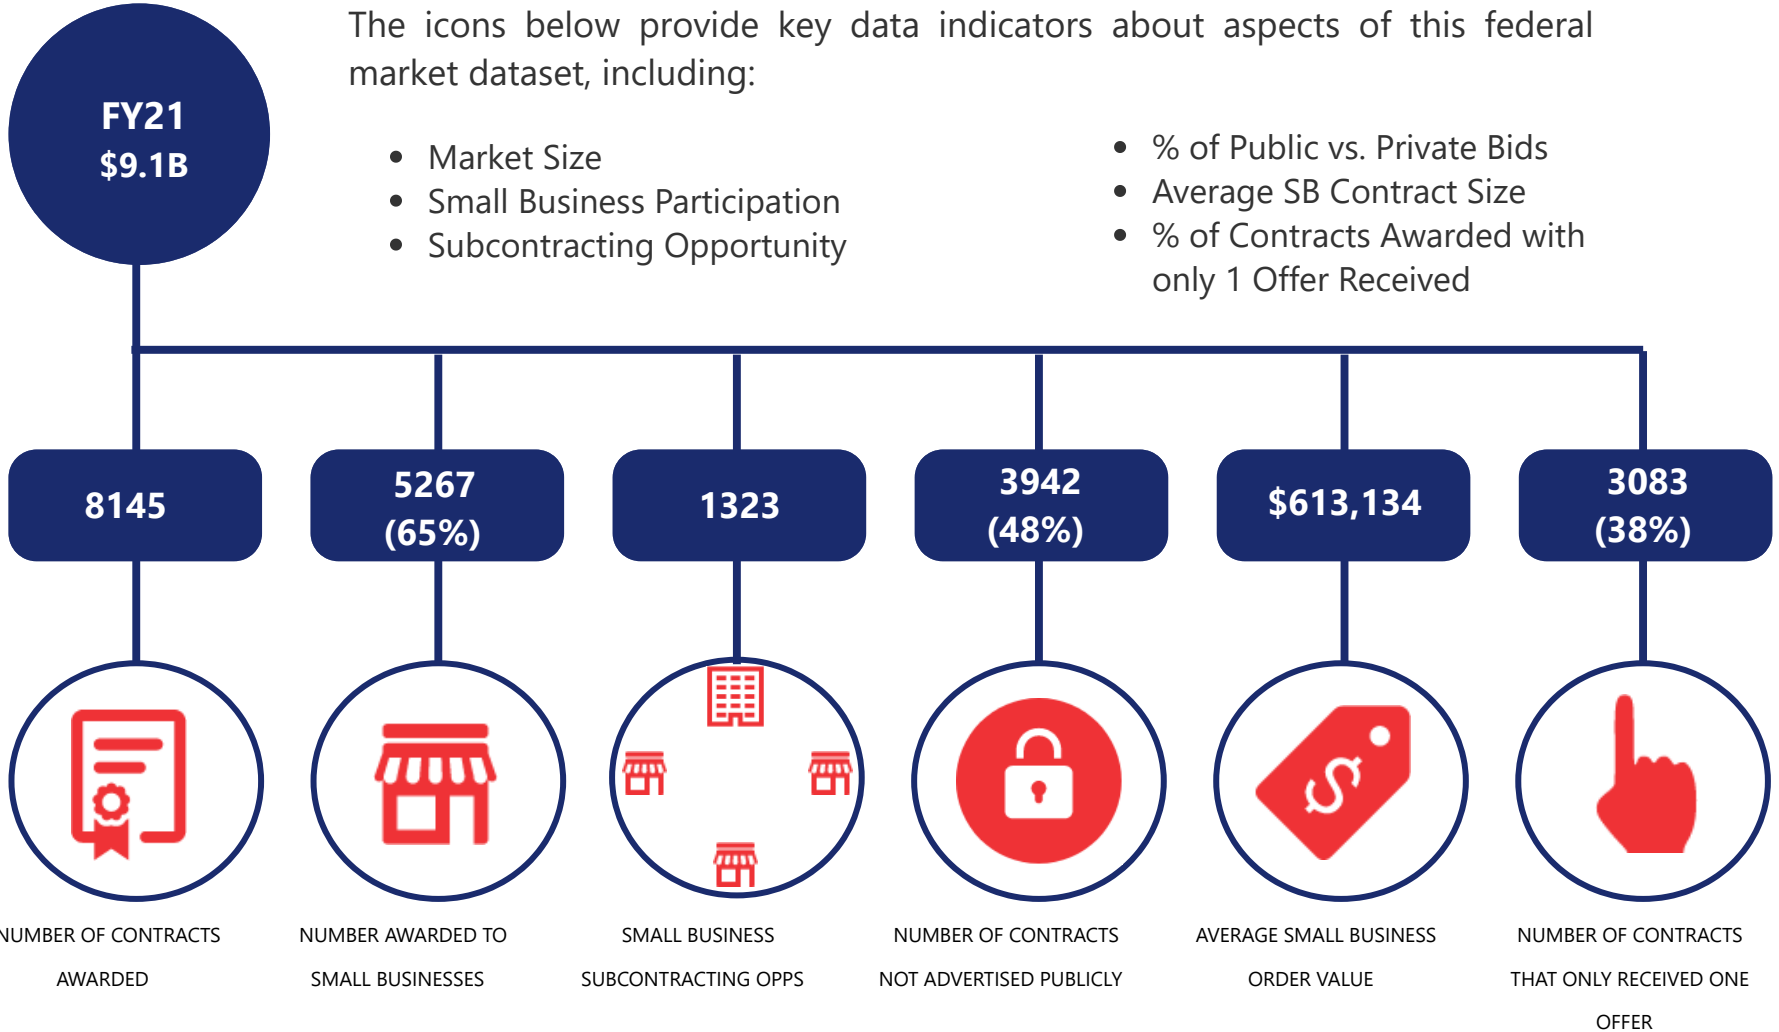 FY21
$9.1B
The icons below provide key data indicators about aspects of this federal
market dataset, including:
• Market Size
• Small Business Participation
• Subcontracting Opportunity
• % of Public vs. Private Bids
• Average SB Contract Size
• % of Contracts Awarded with
only 1 Offer Received
8145
5267
(65%)
1323
3942
(48%)
$613,134
3083
(38%)
$
NUMBER OF CONTRACTS
AWARDED
NUMBER AWARDED TO
SMALL BUSINESSES
SMALL BUSINESS
SUBCONTRACTING OPPS
NUMBER OF CONTRACTS
NOT ADVERTISED PUBLICLY
AVERAGE SMALL BUSINESS
ORDER VALUE
NUMBER OF CONTRACTS
THAT ONLY RECEIVED ONE
OFFER